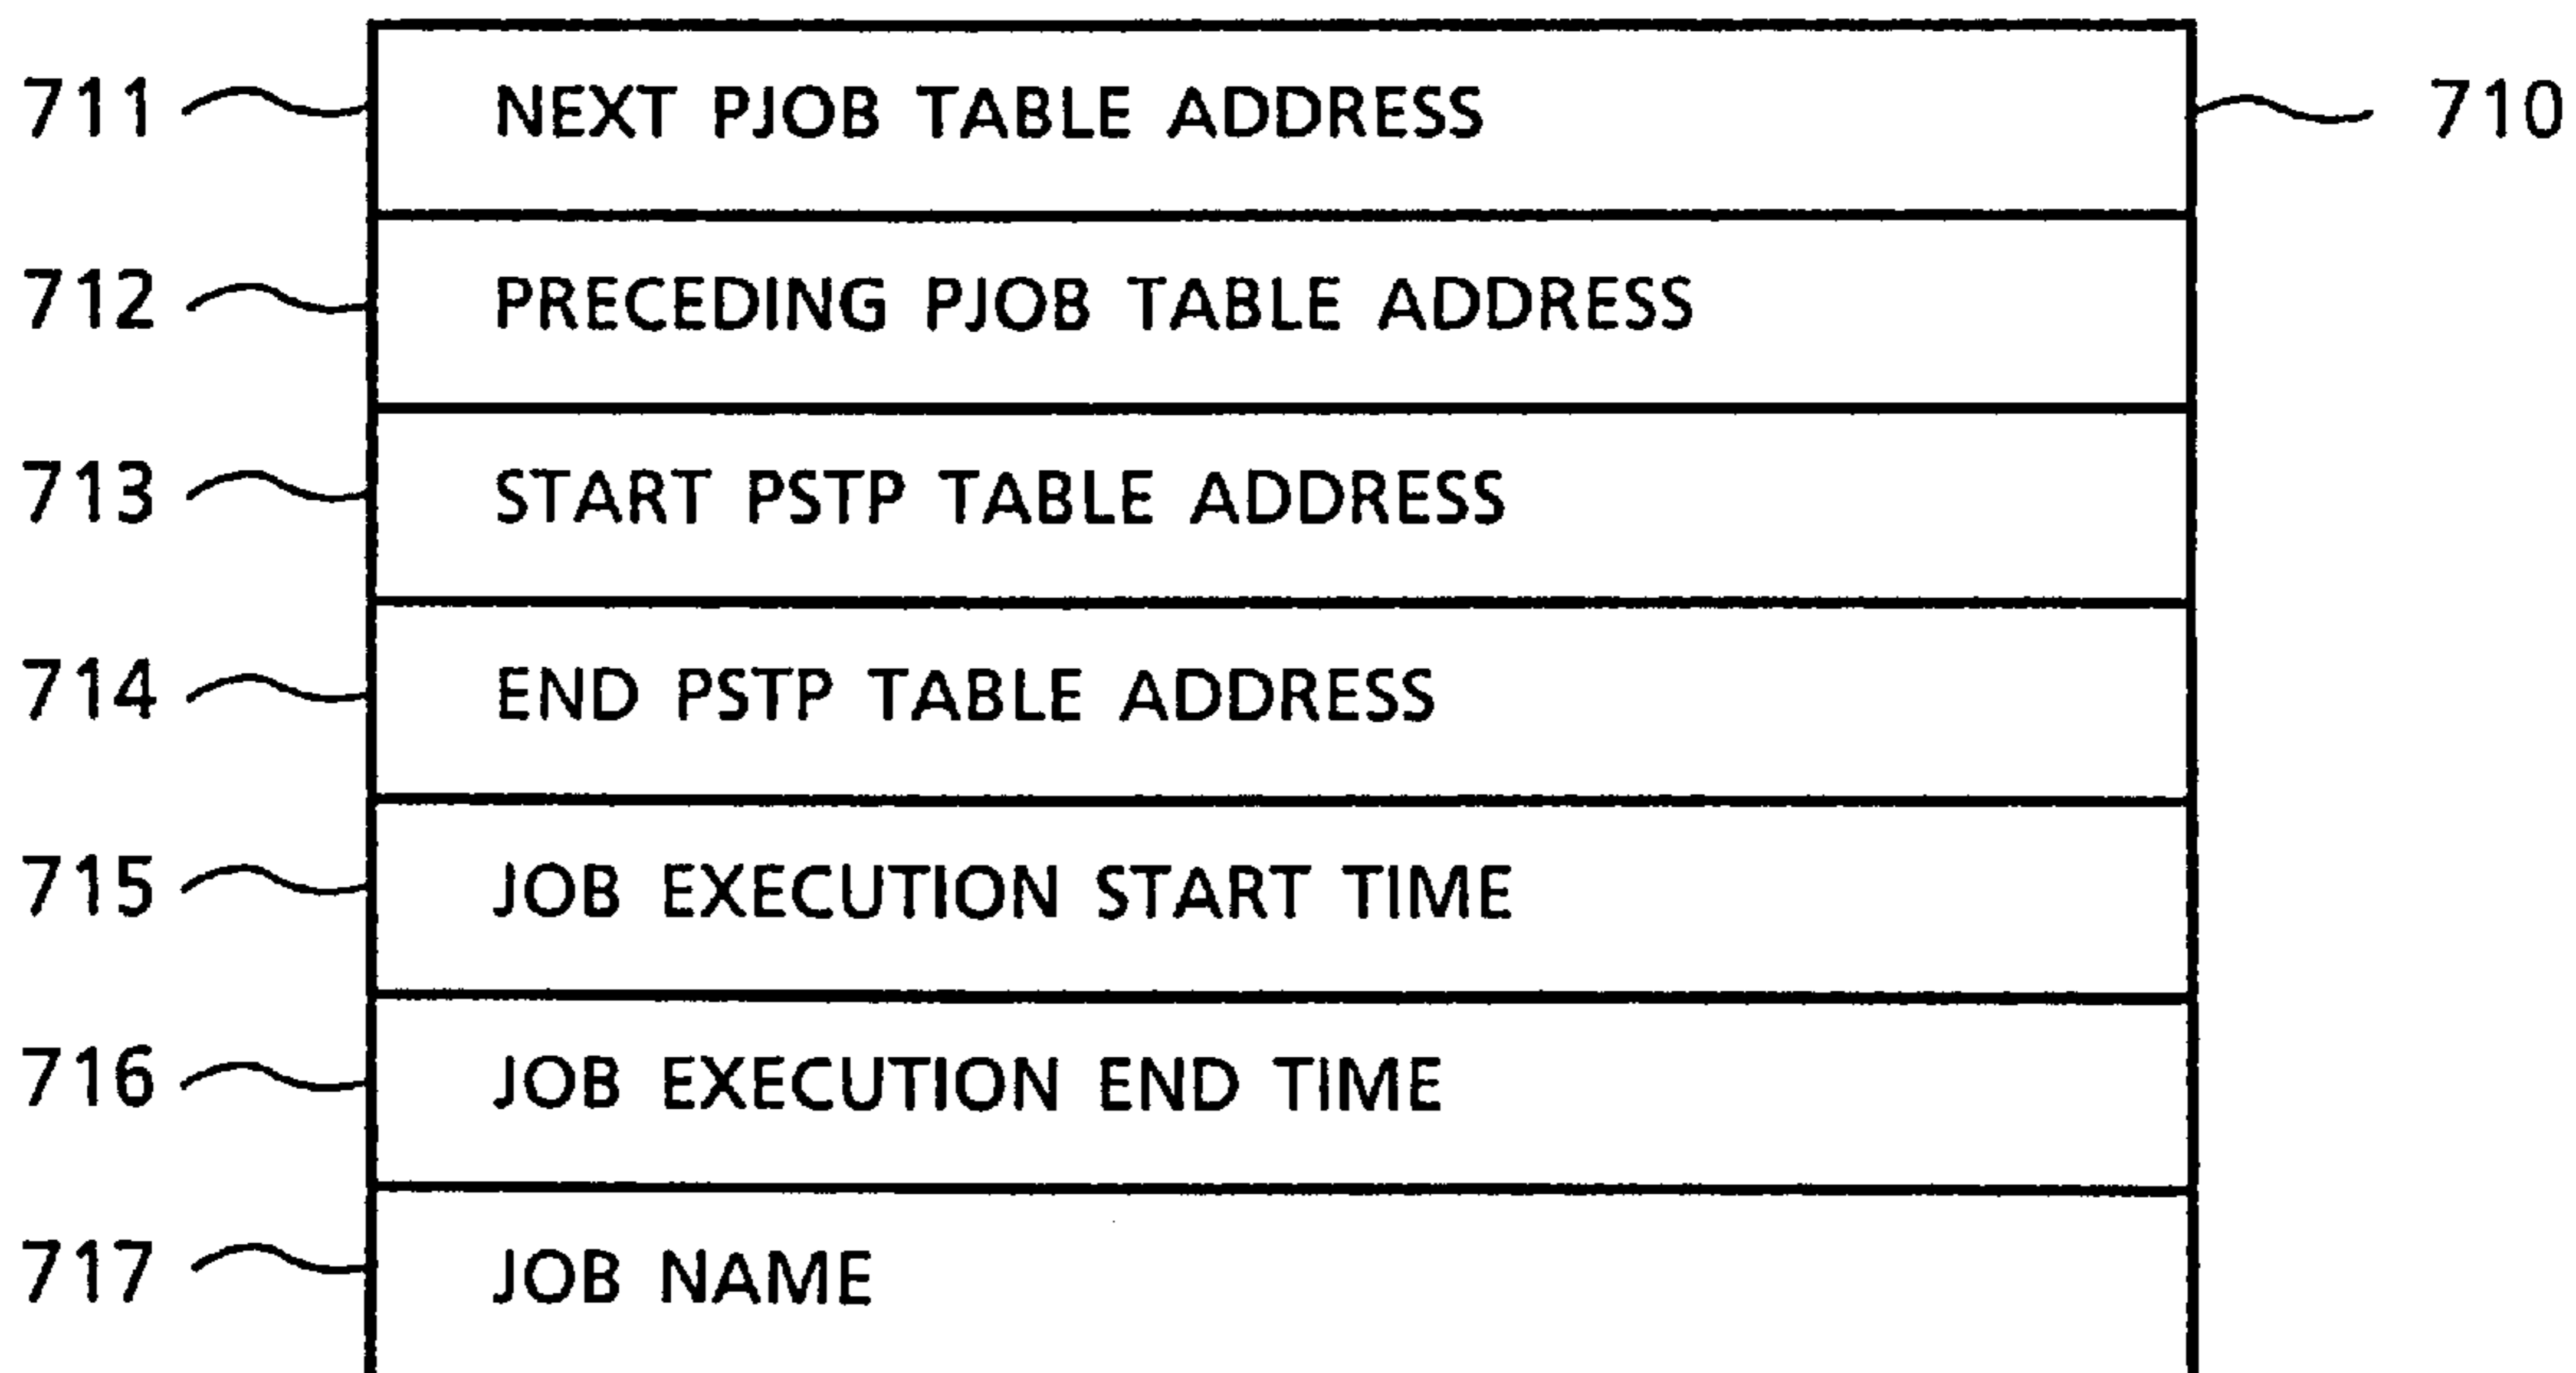 711 NEXT PJOB TABLE ADDRESS 710
712 PRECEDING PJOB TABLE ADDRESS
713 START PSTP TABLE ADDRESS
714 END PSTP TABLE ADDRESS
715 JOB EXECUTION START TIME
716 JOB EXECUTION END TIME
717 JOB NAME